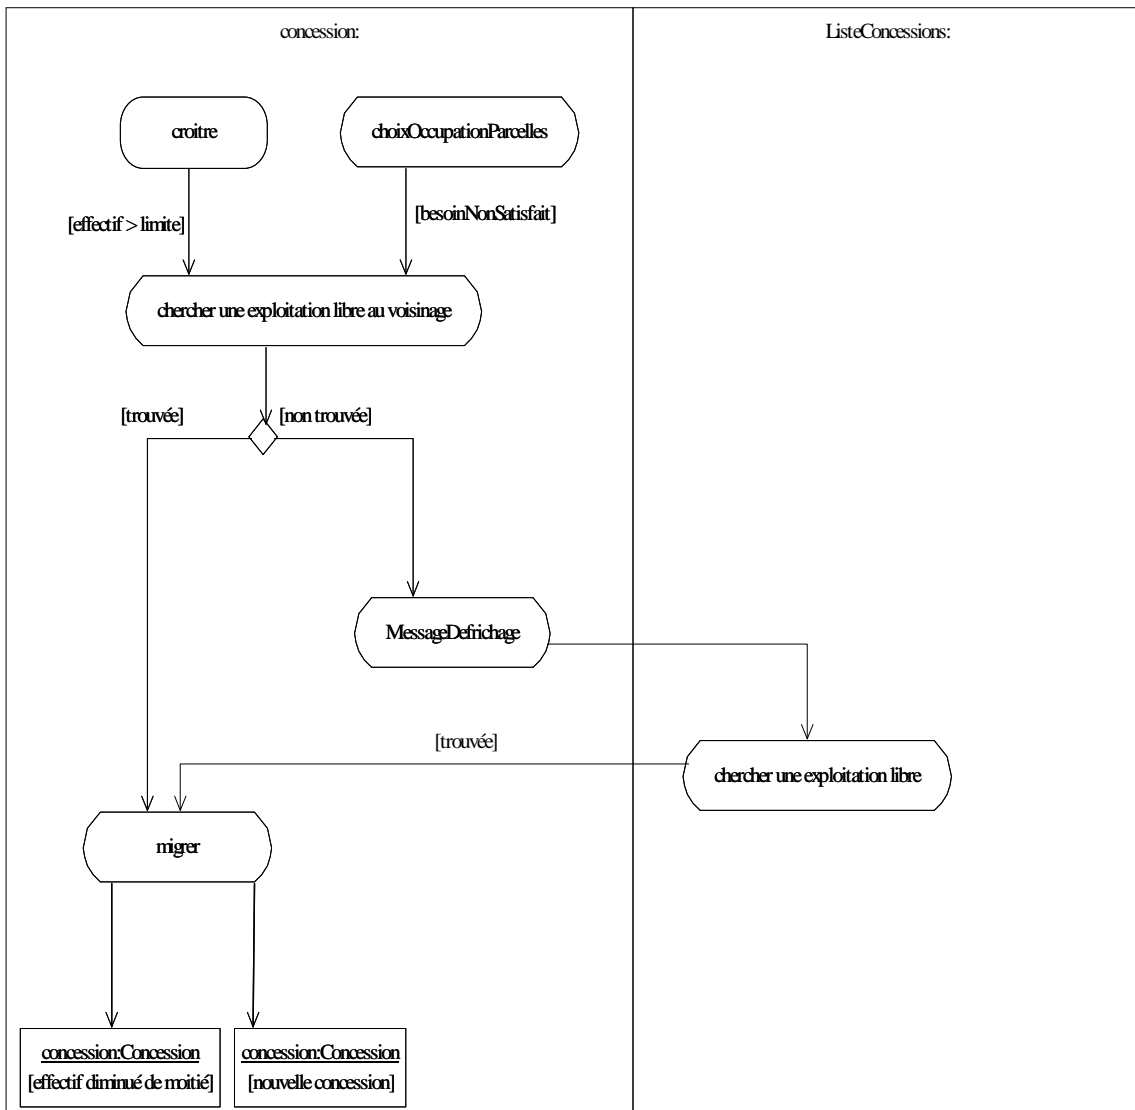 concession:
ListeConcessions:
croitre
choixOccupationParcelles
[effectif > limite]
[besoinNonSatisfait]
chercher une exploitation libre au voisinage
[trouvée]
[non trouvée]
MessageDefrichage
[trouvée]
chercher une exploitation libre
migrer
concession:Concession
[effectif diminué de moitié]
concession:Concession
[nouvelle concession]